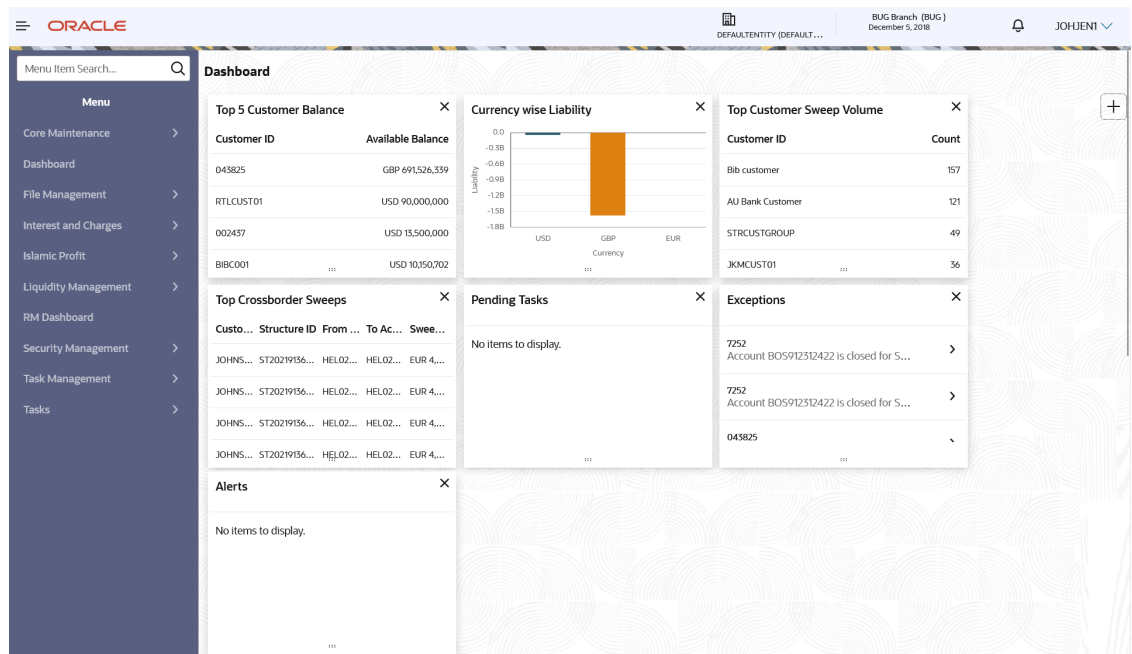 ORACLE
DEFAULTENTITY (DEFAULT...
BUG Branch (BUG )
December 5, 2018
JOHJEN1
Menu Item Search...
Menu
Core Maintenance
Dashboard
File Management
Interest and Charges
Islamic Profit
Liquidity Management
RM Dashboard
Security Management
Task Management
Tasks
Dashboard
Top 5 Customer Balance
Customer ID Available Balance
043825 GBP 691,526,339
RTLCUST01 USD 90,000,000
002437 USD 13,500,000
BIBC001 USD 10,150,702
Currency wise Liability
0.0
-0.3B
-0.6B
-0.9B
-1.2B
-1.5B
-1.8B
Liability
USD GBP EUR
Currency
Top Customer Sweep Volume
Customer ID Count
Bib customer 157
AU Bank Customer 121
STRCUSTGROUP 49
JKMCUST01 36
Top Crossborder Sweeps
Custo... Structure ID From ... To Ac... Swee...
JOHNS... ST20219136... HEL02... HEL02... EUR 4,...
JOHNS... ST20219136... HEL02... HEL02... EUR 4,...
JOHNS... ST20219136... HEL02... HEL02... EUR 4,...
JOHNS... ST20219136... HEL02... HEL02... EUR 4,...
Pending Tasks
No items to display.
Exceptions
7252
Account BOS912312422 is closed for S...
7252
Account BOS912312422 is closed for S...
043825
Alerts
No items to display.